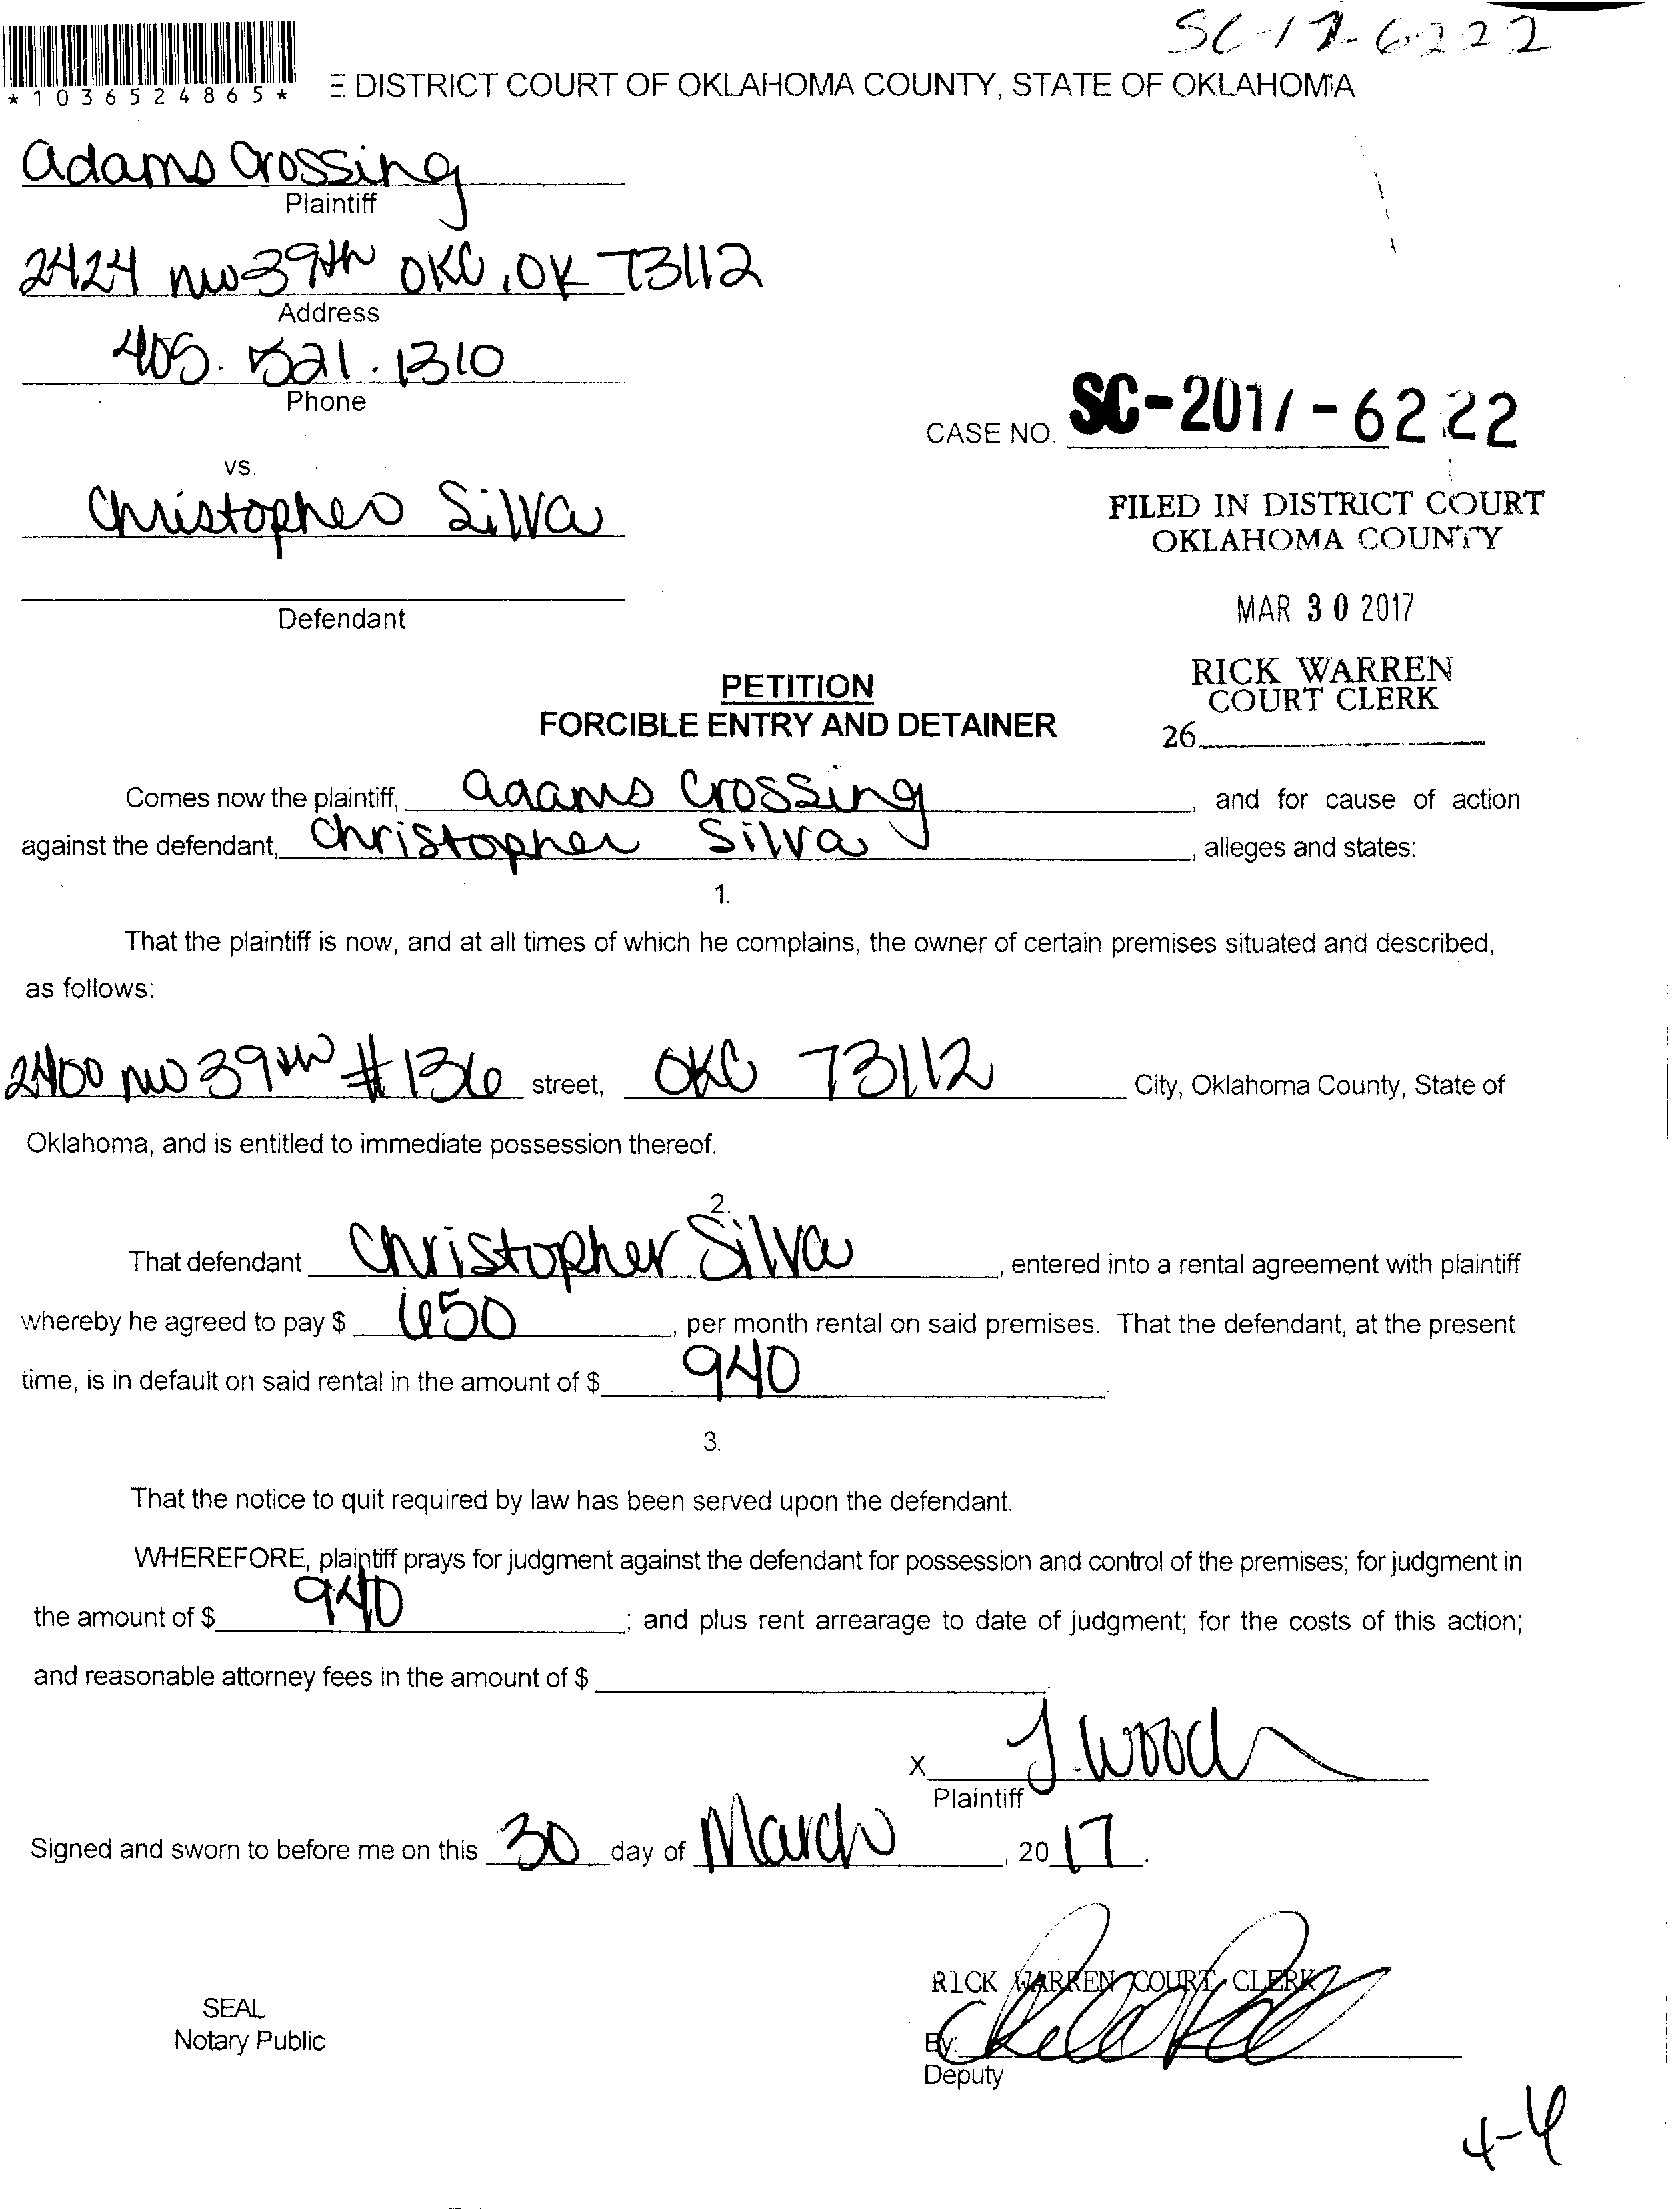 SC-17-6222
*1036524865*
E DISTRICT COURT OF OKLAHOMA COUNTY, STATE OF OKLAHOMA
Adams Crossing
Plaintiff
2424 NW 39th OKC, OK 73112
Address
405. 521. 1310
Phone
CASE NO. SC-2017-6222
vs.
Christopher Silva
FILED IN DISTRICT COURT
OKLAHOMA COUNTY
Defendant
MAR 30 2017
RICK WARREN
COURT CLERK
26
PETITION
FORCIBLE ENTRY AND DETAINER
Comes now the plaintiff, Adams Crossing, and for cause of action
against the defendant, Christopher Silva, alleges and states:
1.
That the plaintiff is now, and at all times of which he complains, the owner of certain premises situated and described,
as follows:
2400 NW 39th #136 street, OKC 73112 City, Oklahoma County, State of
Oklahoma, and is entitled to immediate possession thereof.
2.
That defendant Christopher Silva, entered into a rental agreement with plaintiff
whereby he agreed to pay $ 650, per month rental on said premises. That the defendant, at the present
time, is in default on said rental in the amount of $ 940
3.
That the notice to quit required by law has been served upon the defendant.
WHEREFORE, plaintiff prays for judgment against the defendant for possession and control of the premises; for judgment in
the amount of $ 940; and plus rent arrearage to date of judgment; for the costs of this action;
and reasonable attorney fees in the amount of $
X J. Wood
Plaintiff
Signed and sworn to before me on this 30 day of March, 2017.
RICK WARREN COURT CLERK
SEAL
Notary Public
By:
Deputy
4-4